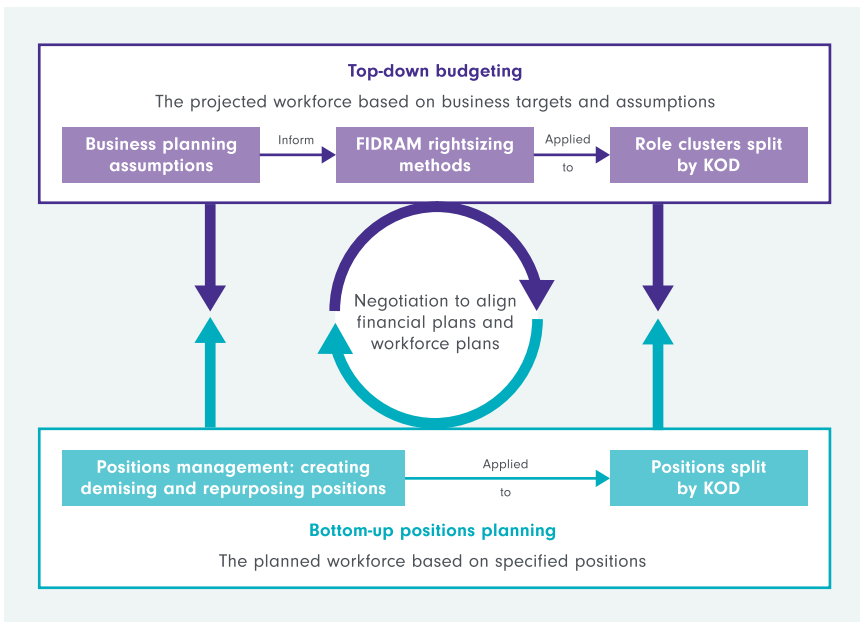 Top-down budgeting
The projected workforce based on business targets and assumptions
Business planning
assumptions
Inform
FIDRAM rightsizing
methods
Applied
to
Role clusters split
by KOD
Negotiation to align
financial plans and
workforce plans
Positions management: creating
demising and repurposing positions
Applied
to
Positions split
by KOD
Bottom-up positions planning
The planned workforce based on specified positions